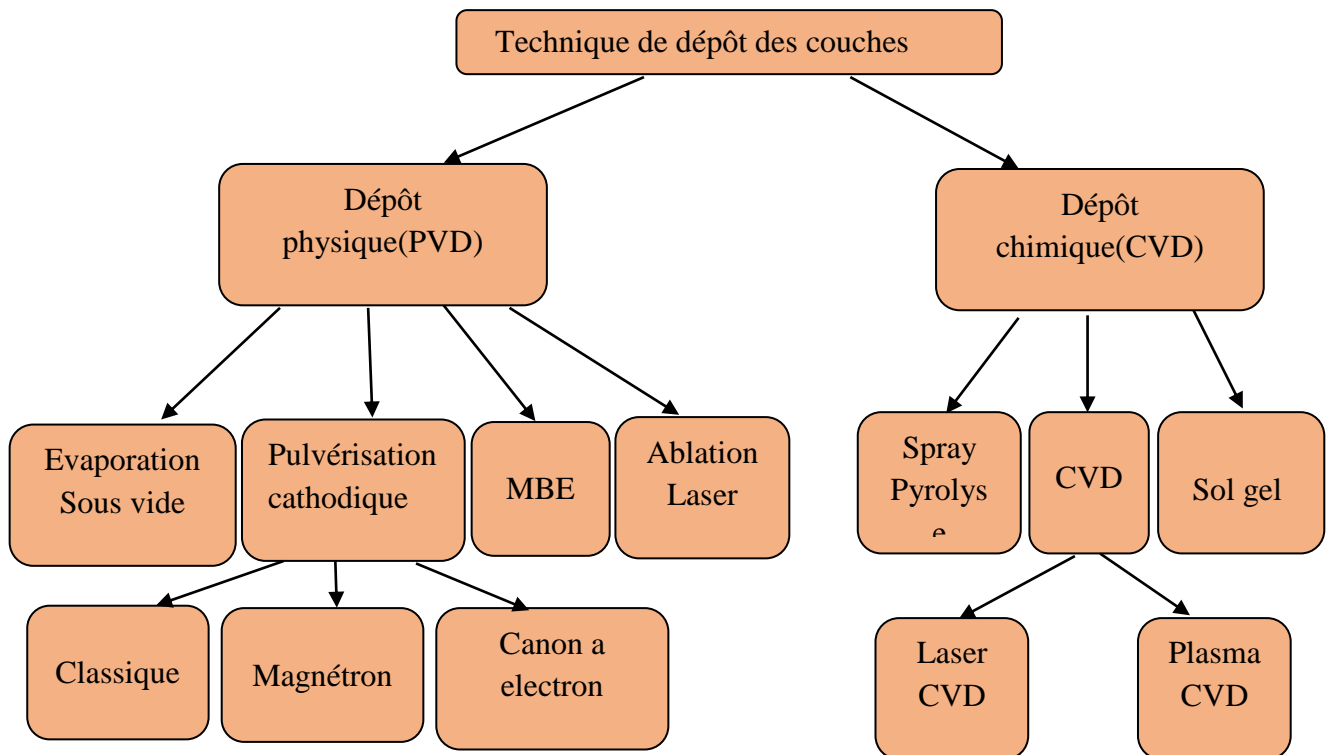 Technique de dépôt des couches
Dépôt
physique(PVD)
Dépôt
chimique(CVD)
Evaporation
Sous vide
Pulvérisation
cathodique
MBE
Ablation
Laser
Spray
Pyrolys
e
CVD
Sol gel
Classique
Magnétron
Canon a
electron
Laser
CVD
Plasma
CVD